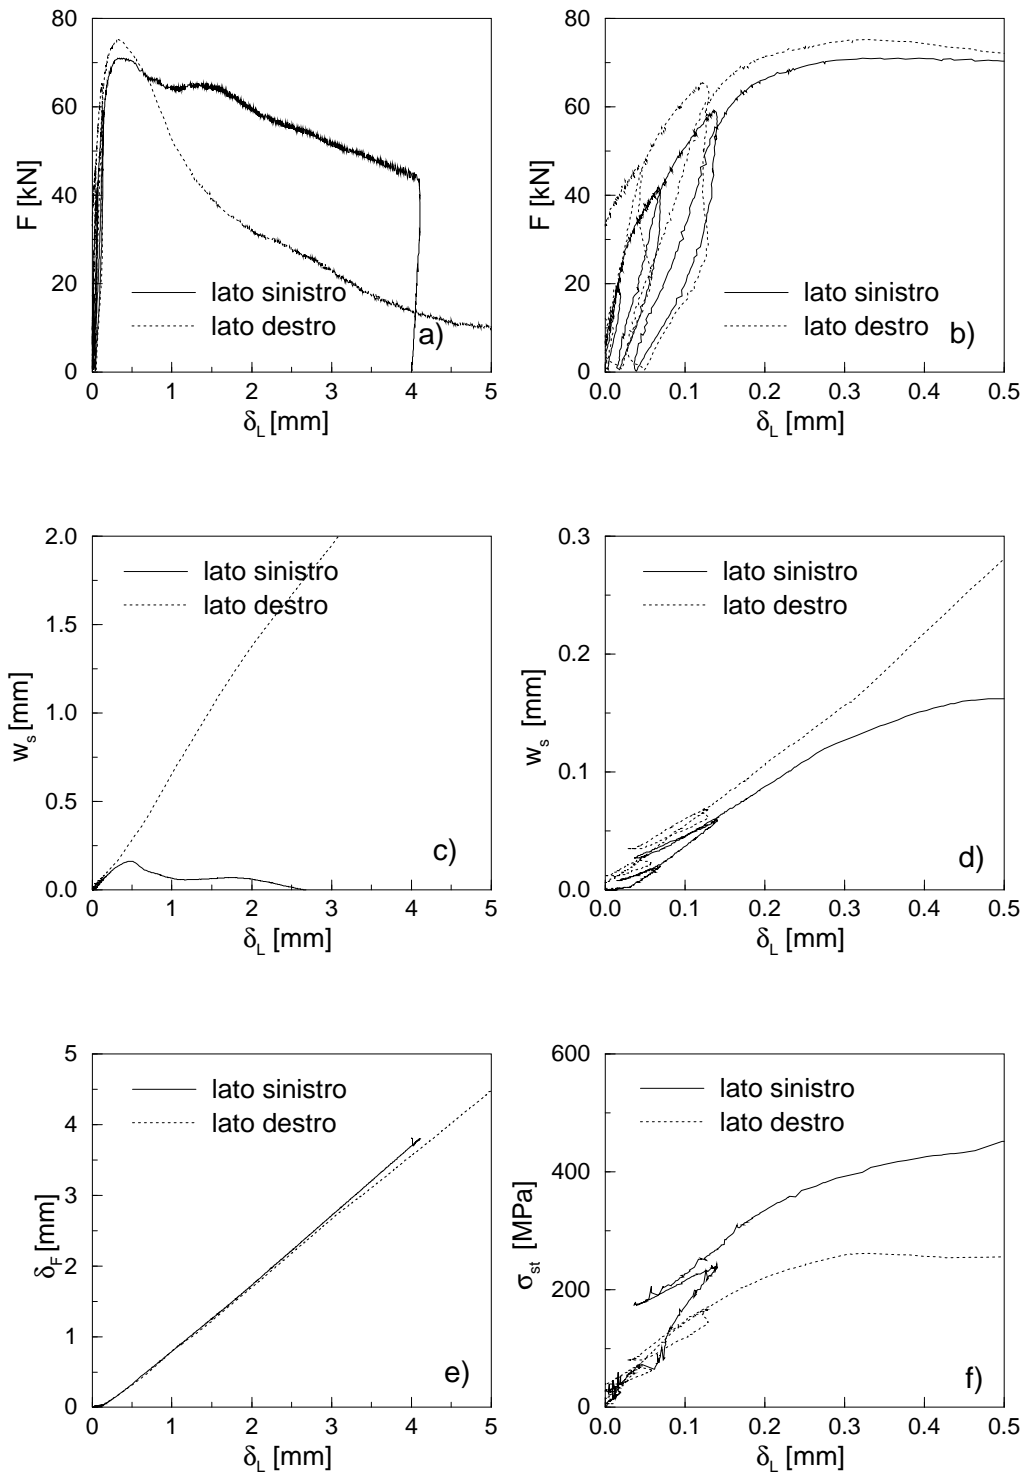 80
60
40
20
0
F [kN]
lato sinistro
lato destro
a)
0 1 2 3 4 5
δL [mm]
80
60
40
20
0
F [kN]
lato sinistro
lato destro
b)
0.0 0.1 0.2 0.3 0.4 0.5
δL [mm]
2.0
1.5
1.0
0.5
0.0
ws [mm]
lato sinistro
lato destro
c)
0 1 2 3 4 5
δL [mm]
0.3
0.2
0.1
0.0
ws [mm]
lato sinistro
lato destro
d)
0.0 0.1 0.2 0.3 0.4 0.5
δL [mm]
5
4
3
2
1
0
δF [mm]
lato sinistro
lato destro
e)
0 1 2 3 4 5
δL [mm]
600
400
200
0
σst [MPa]
lato sinistro
lato destro
f)
0.0 0.1 0.2 0.3 0.4 0.5
δL [mm]